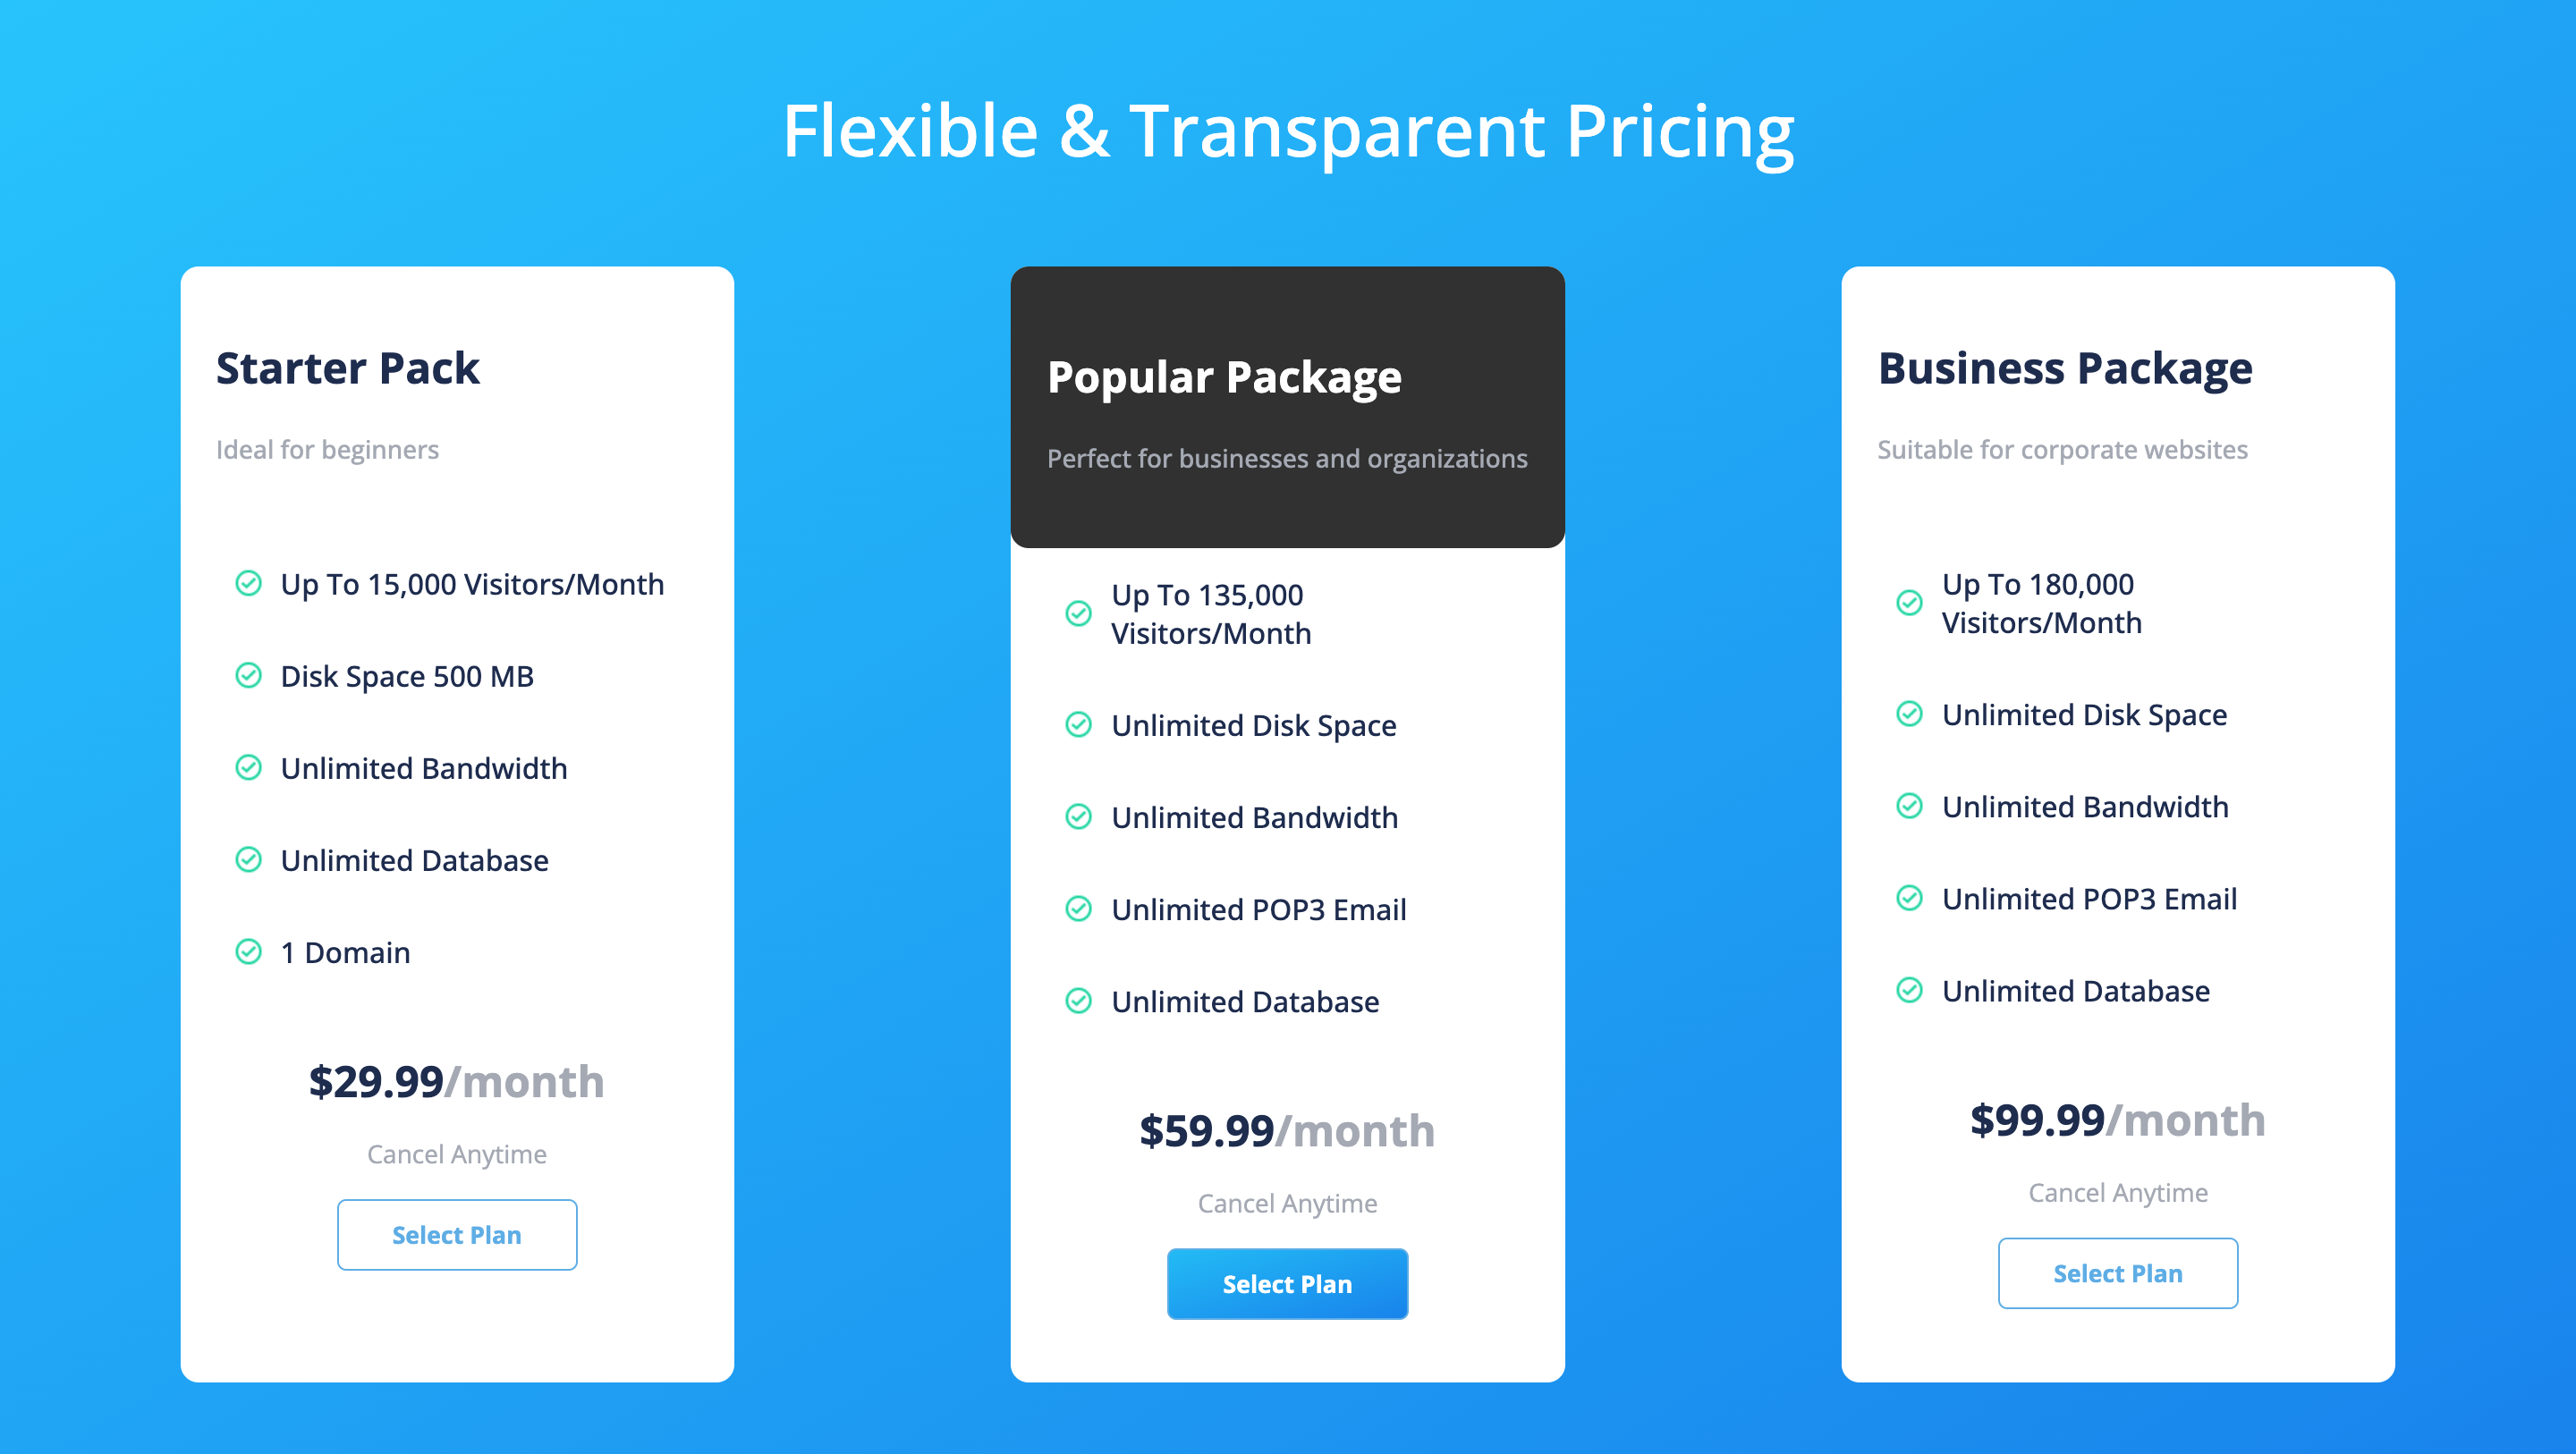 Flexible & Transparent Pricing
Starter Pack
Ideal for beginners
Up To 15,000 Visitors/Month
Disk Space 500 MB
Unlimited Bandwidth
Unlimited Database
1 Domain
$29.99/month
Cancel Anytime
Select Plan
Popular Package
Perfect for businesses and organizations
Up To 135,000
Visitors/Month
Unlimited Disk Space
Unlimited Bandwidth
Unlimited POP3 Email
Unlimited Database
$59.99/month
Cancel Anytime
Select Plan
Business Package
Suitable for corporate websites
Up To 180,000
Visitors/Month
Unlimited Disk Space
Unlimited Bandwidth
Unlimited POP3 Email
Unlimited Database
$99.99/month
Cancel Anytime
Select Plan